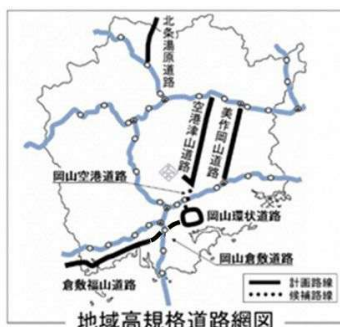 北条湯原道路
空港津山道路
美作岡山道路
岡山空港道路
岡山環状道路
岡山倉敷道路
倉敷福山道路
計画路線
候補路線
地域高規格道路網図